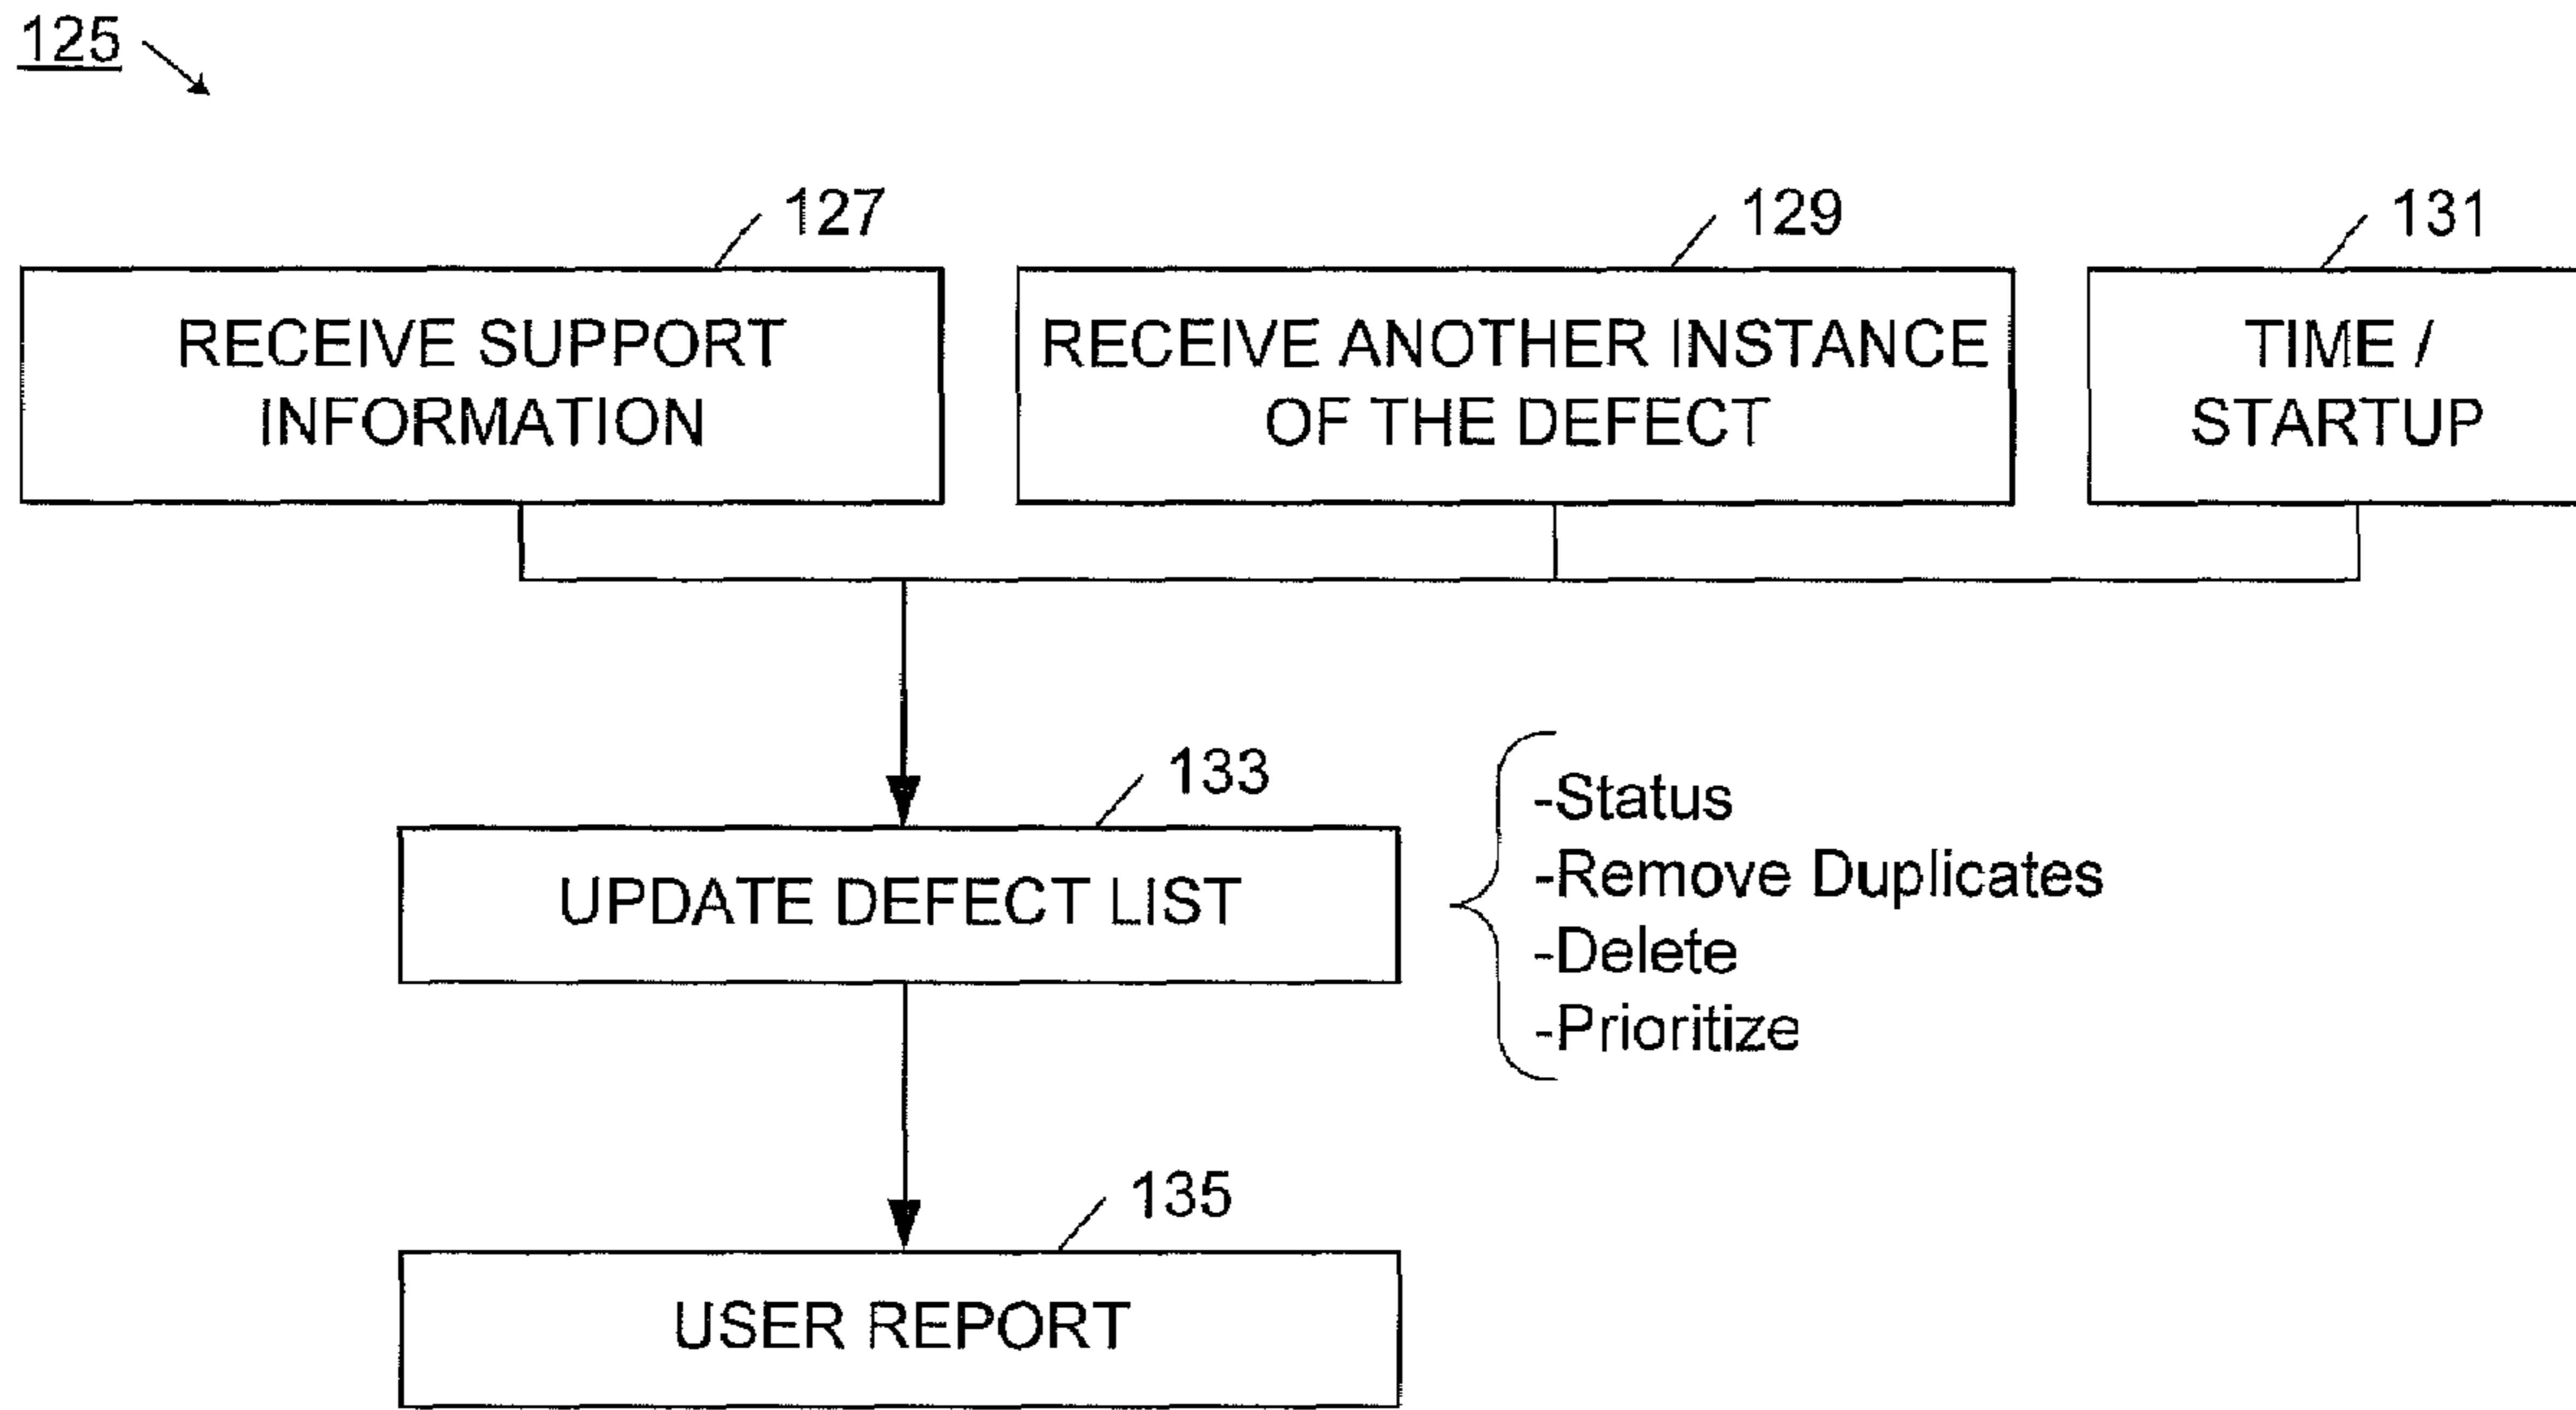 125
127
129
131
RECEIVE SUPPORT
INFORMATION
RECEIVE ANOTHER INSTANCE
OF THE DEFECT
TIME /
STARTUP
133
UPDATE DEFECT LIST
-Status
-Remove Duplicates
-Delete
-Prioritize
135
USER REPORT